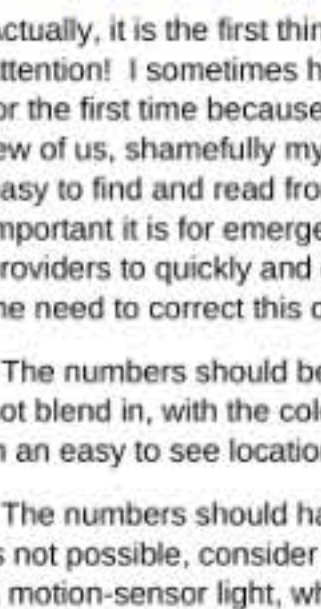 ctually, it is the first thin
ttention! I sometimes h
or the first time because
ew of us, shamefully my
asy to find and read fro
mportant it is for emerge
roviders to quickly and
he need to correct this o
The numbers should be
ot blend in, with the col
n an easy to see locatio
The numbers should ha
s not possible, consider
motion-sensor light, wh